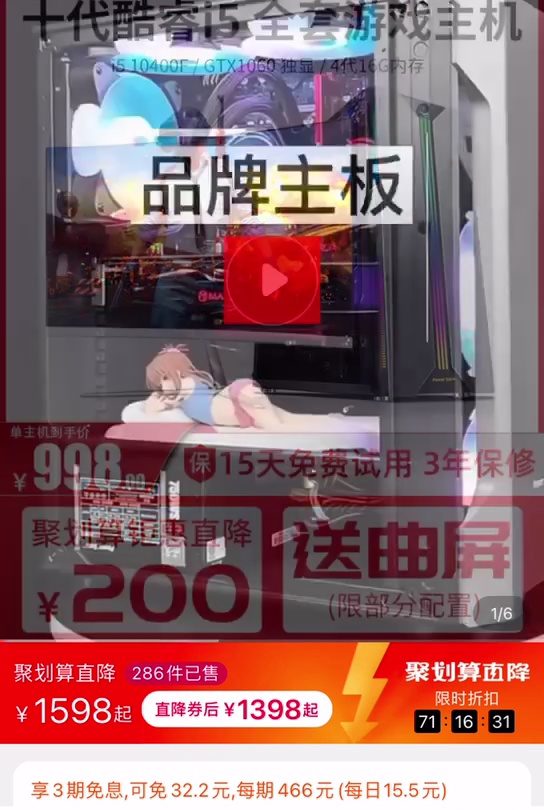 十代酷睿i5 全套游戏主机
i5 10400F / GTX1060 独显 / 4代16G内存
品牌主板
单主机到手价
¥998.00
保 15天免费试用 3年保修
聚划算钜惠直降
¥200
送曲屏
(限部分配置)
1/6
聚划算直降 286件已售
¥1598起 直降券后¥1398起
聚划算直降
限时折扣
71:16:31
享3期免息,可免32.2元,每期466元(每日15.5元)